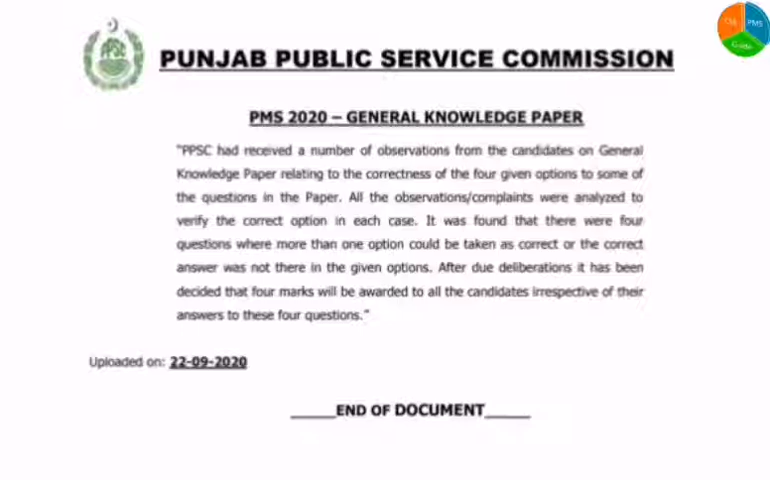 PUNJAB PUBLIC SERVICE COMMISSION
PMS 2020 – GENERAL KNOWLEDGE PAPER
"PPSC had received a number of observations from the candidates on General
Knowledge Paper relating to the correctness of the four given options to some of
the questions in the Paper. All the observations/complaints were analyzed to
verify the correct option in each case. It was found that there were four
questions where more than one option could be taken as correct or the correct
answer was not there in the given options. After due deliberations it has been
decided that four marks will be awarded to all the candidates irrespective of their
answers to these four questions."
Uploaded on: 22-09-2020
_____END OF DOCUMENT_____
PPSC
PMS
Guide